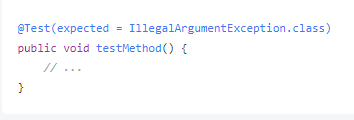 @Test(expected = IllegalArgumentException.class)
public void testMethod() {
    // ...
}